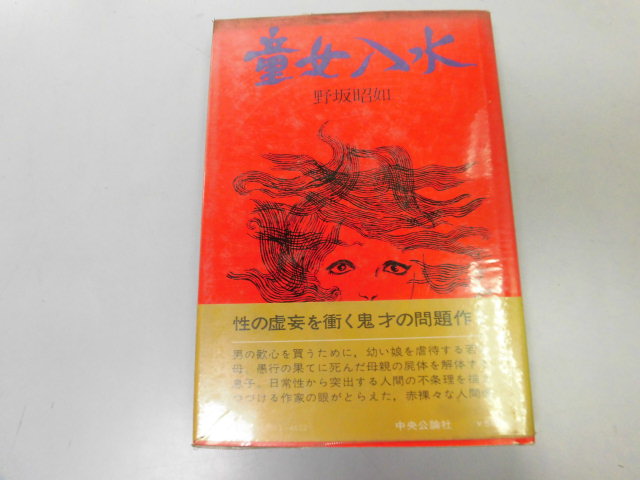 童女入水
野坂昭如
性の虚妄を衝く鬼才の問題作
男の歓心を買うために，幼い娘を虐待する若
母，愚行の果てに死んだ母親の屍体を解体す
息子。日常性から突出する人間の不条理を描
つづける作家の眼がとらえた，赤裸々な人間
中央公論社